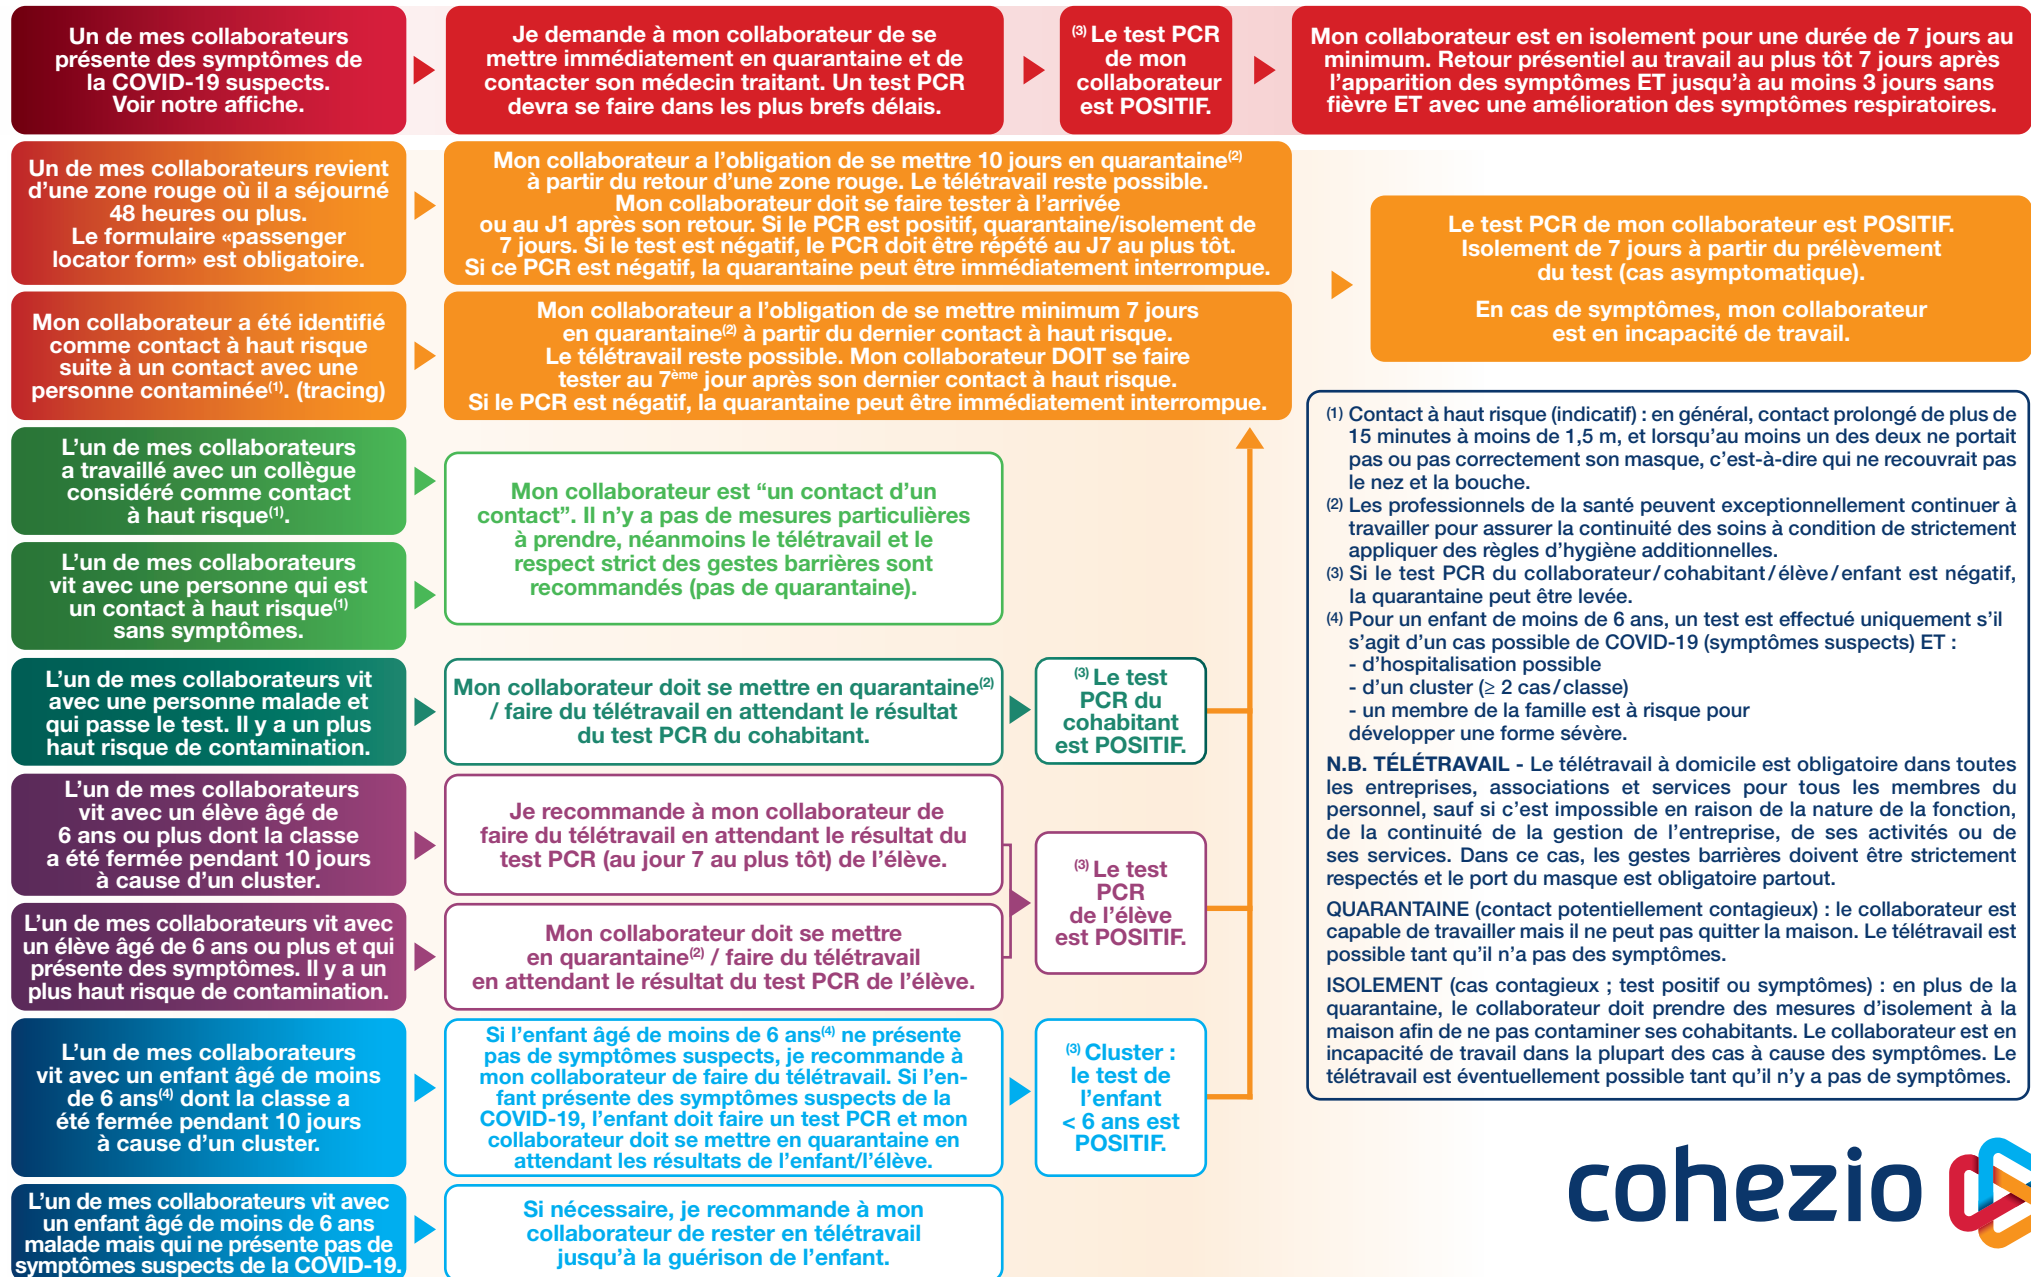 Un de mes collaborateurs
présente des symptômes de
la COVID-19 suspects.
Voir notre affiche.
Je demande à mon collaborateur de se
mettre immédiatement en quarantaine et de
contacter son médecin traitant. Un test PCR
devra se faire dans les plus brefs délais.
(3) Le test PCR
de mon
collaborateur
est POSITIF.
Mon collaborateur est en isolement pour une durée de 7 jours au
minimum. Retour présentiel au travail au plus tôt 7 jours après
l'apparition des symptômes ET jusqu'à au moins 3 jours sans
fièvre ET avec une amélioration des symptômes respiratoires.
Un de mes collaborateurs revient
d'une zone rouge où il a séjourné
48 heures ou plus.
Le formulaire «passenger
locator form» est obligatoire.
Mon collaborateur a l'obligation de se mettre 10 jours en quarantaine(2)
à partir du retour d'une zone rouge. Le télétravail reste possible.
Mon collaborateur doit se faire tester à l'arrivée
ou au J1 après son retour. Si le PCR est positif, quarantaine/isolement de
7 jours. Si le test est négatif, le PCR doit être répété au J7 au plus tôt.
Si ce PCR est négatif, la quarantaine peut être immédiatement interrompue.
Mon collaborateur a été identifié
comme contact à haut risque
suite à un contact avec une
personne contaminée(1). (tracing)
Mon collaborateur a l'obligation de se mettre minimum 7 jours
en quarantaine(2) à partir du dernier contact à haut risque.
Le télétravail reste possible. Mon collaborateur DOIT se faire
tester au 7ème jour après son dernier contact à haut risque.
Si le PCR est négatif, la quarantaine peut être immédiatement interrompue.
Le test PCR de mon collaborateur est POSITIF.
Isolement de 7 jours à partir du prélèvement
du test (cas asymptomatique).
En cas de symptômes, mon collaborateur
est en incapacité de travail.
L'un de mes collaborateurs
a travaillé avec un collègue
considéré comme contact
à haut risque(1).
L'un de mes collaborateurs
vit avec une personne qui est
un contact à haut risque(1)
sans symptômes.
Mon collaborateur est “un contact d'un
contact”. Il n'y a pas de mesures particulières
à prendre, néanmoins le télétravail et le
respect strict des gestes barrières sont
recommandés (pas de quarantaine).
L'un de mes collaborateurs vit
avec une personne malade et
qui passe le test. Il y a un plus
haut risque de contamination.
Mon collaborateur doit se mettre en quarantaine(2)
/ faire du télétravail en attendant le résultat
du test PCR du cohabitant.
(3) Le test
PCR du
cohabitant
est POSITIF.
L'un de mes collaborateurs
vit avec un élève âgé de
6 ans ou plus dont la classe
a été fermée pendant 10 jours
à cause d'un cluster.
Je recommande à mon collaborateur de
faire du télétravail en attendant le résultat du
test PCR (au jour 7 au plus tôt) de l'élève.
L'un de mes collaborateurs vit avec
un élève âgé de 6 ans ou plus et qui
présente des symptômes. Il y a un
plus haut risque de contamination.
Mon collaborateur doit se mettre
en quarantaine(2) / faire du télétravail
en attendant le résultat du test PCR de l'élève.
(3) Le test
PCR
de l'élève
est POSITIF.
L'un de mes collaborateurs
vit avec un enfant âgé de moins
de 6 ans(4) dont la classe a
été fermée pendant 10 jours
à cause d'un cluster.
Si l'enfant âgé de moins de 6 ans(4) ne présente
pas de symptômes suspects, je recommande à
mon collaborateur de faire du télétravail. Si l'en-
fant présente des symptômes suspects de la
COVID-19, l'enfant doit faire un test PCR et mon
collaborateur doit se mettre en quarantaine en
attendant les résultats de l'enfant/l'élève.
(3) Cluster :
le test de
l'enfant
< 6 ans est
POSITIF.
L'un de mes collaborateurs vit avec
un enfant âgé de moins de 6 ans
malade mais qui ne présente pas de
symptômes suspects de la COVID-19.
Si nécessaire, je recommande à mon
collaborateur de rester en télétravail
jusqu'à la guérison de l'enfant.
(1) Contact à haut risque (indicatif) : en général, contact prolongé de plus de
15 minutes à moins de 1,5 m, et lorsqu'au moins un des deux ne portait
pas ou pas correctement son masque, c'est-à-dire qui ne recouvrait pas
le nez et la bouche.
(2) Les professionnels de la santé peuvent exceptionnellement continuer à
travailler pour assurer la continuité des soins à condition de strictement
appliquer des règles d'hygiène additionnelles.
(3) Si le test PCR du collaborateur/cohabitant/élève/enfant est négatif,
la quarantaine peut être levée.
(4) Pour un enfant de moins de 6 ans, un test est effectué uniquement s'il
s'agit d'un cas possible de COVID-19 (symptômes suspects) ET :
- d'hospitalisation possible
- d'un cluster (≥ 2 cas/classe)
- un membre de la famille est à risque pour
développer une forme sévère.
N.B. TÉLÉTRAVAIL - Le télétravail à domicile est obligatoire dans toutes
les entreprises, associations et services pour tous les membres du
personnel, sauf si c'est impossible en raison de la nature de la fonction,
de la continuité de la gestion de l'entreprise, de ses activités ou de
ses services. Dans ce cas, les gestes barrières doivent être strictement
respectés et le port du masque est obligatoire partout.
QUARANTAINE (contact potentiellement contagieux) : le collaborateur est
capable de travailler mais il ne peut pas quitter la maison. Le télétravail est
possible tant qu'il n'a pas des symptômes.
ISOLEMENT (cas contagieux ; test positif ou symptômes) : en plus de la
quarantaine, le collaborateur doit prendre des mesures d'isolement à la
maison afin de ne pas contaminer ses cohabitants. Le collaborateur est en
incapacité de travail dans la plupart des cas à cause des symptômes. Le
télétravail est éventuellement possible tant qu'il n'y a pas de symptômes.
cohezio